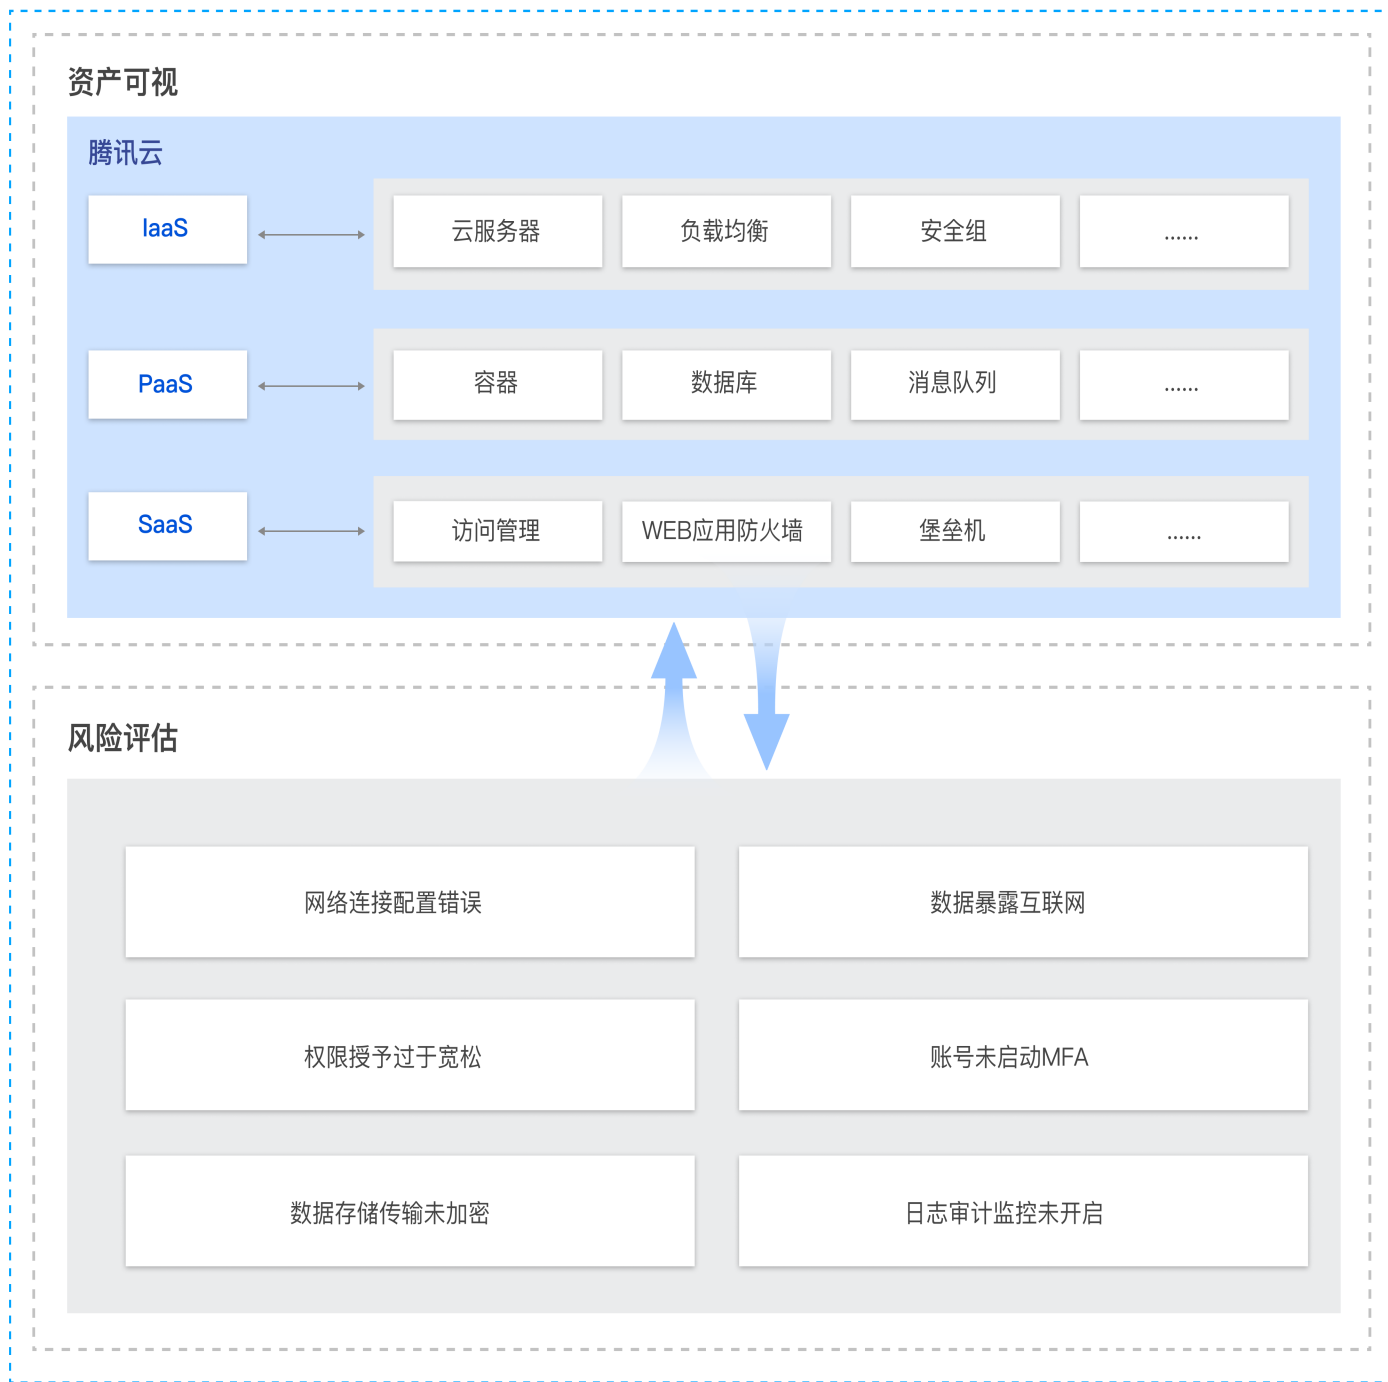 资产可视
腾讯云
IaaS
云服务器
负载均衡
安全组
......
PaaS
容器
数据库
消息队列
......
SaaS
访问管理
WEB应用防火墙
堡垒机
......
风险评估
网络连接配置错误
数据暴露互联网
权限授予过于宽松
账号未启动MFA
数据存储传输未加密
日志审计监控未开启